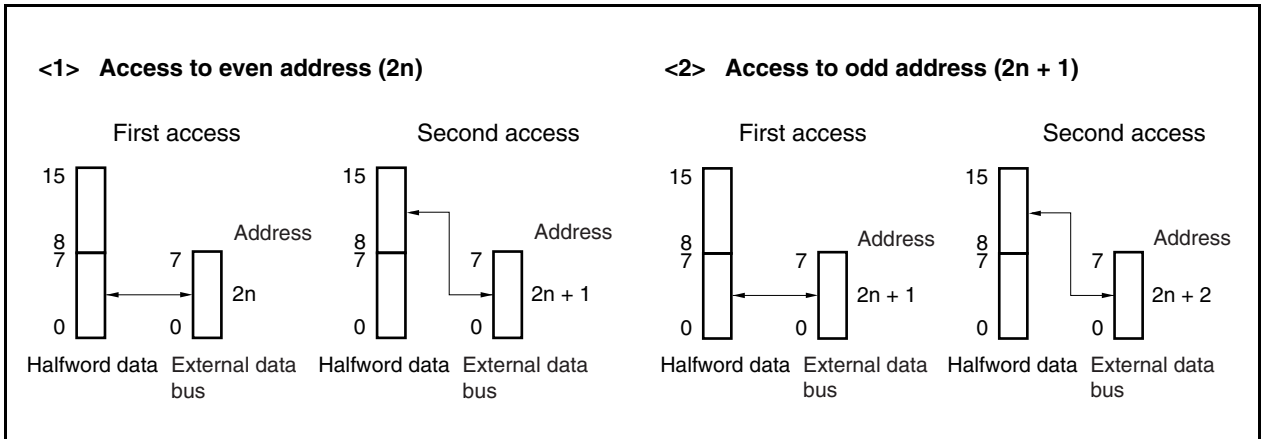 <1> Access to even address (2n)
First access
15
8
7
0
Halfword data
Address
7
2n
0
External data
bus
Second access
15
8
7
0
Halfword data
Address
7
2n + 1
0
External data
bus
<2> Access to odd address (2n + 1)
First access
15
8
7
0
Halfword data
Address
7
2n + 1
0
External data
bus
Second access
15
8
7
0
Halfword data
Address
7
2n + 2
0
External data
bus